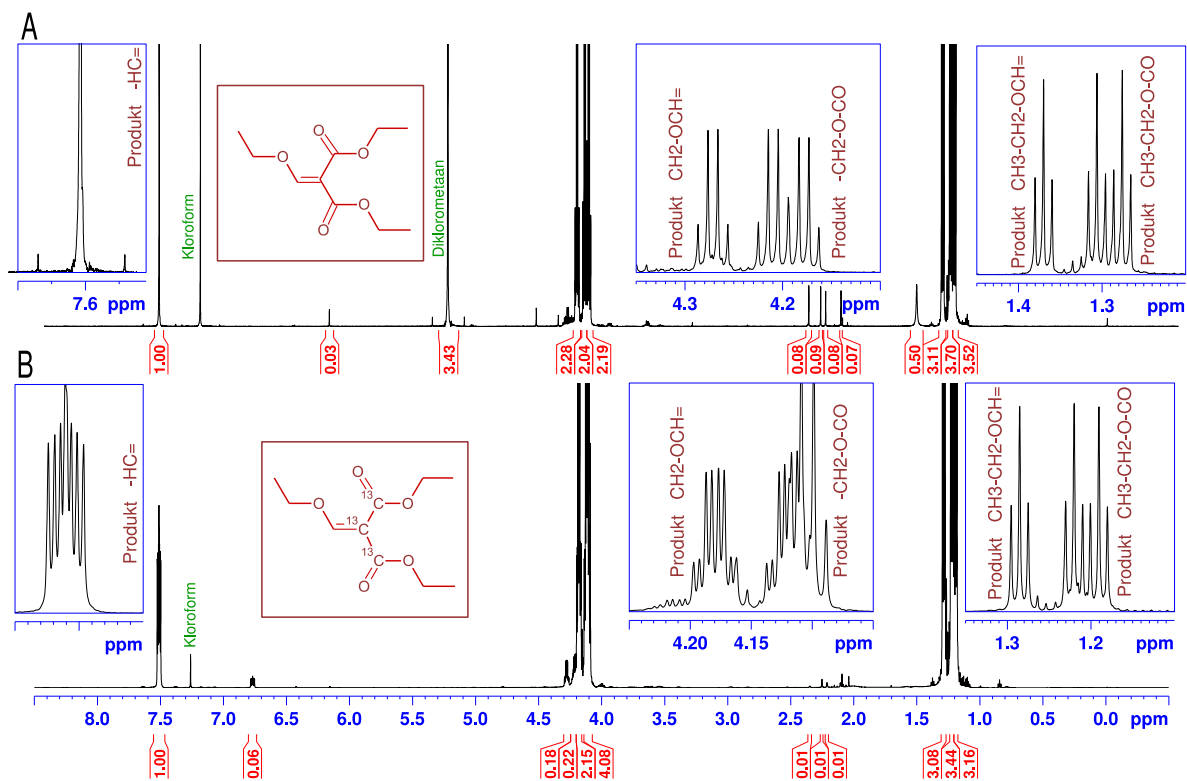 A
Produkt -HC=
7.6 ppm
Kloroform
O
O
O
O
O
Diklorometaan
Produkt CH2-OCH=
Produkt -CH2-O-CO
4.3 4.2 ppm
Produkt CH3-CH2-OCH=
Produkt CH3-CH2-O-CO
1.4 1.3 ppm
1.00 0.03 3.43 2.28 2.04 2.19 0.08 0.09 0.08 0.07 0.50 3.11 3.70 3.52
B
Produkt -HC=
ppm
Kloroform
O
13
O
O
13
13
O
O
Produkt CH2-OCH=
Produkt -CH2-O-CO
4.20 4.15 ppm
Produkt CH3-CH2-OCH=
Produkt CH3-CH2-O-CO
1.3 1.2 ppm
8.0 7.5 7.0 6.5 6.0 5.5 5.0 4.5 4.0 3.5 3.0 2.5 2.0 1.5 1.0 0.5 0.0 ppm
1.00 0.06 0.18 0.22 2.15 4.08 0.01 0.01 0.01 3.08 3.44 3.16